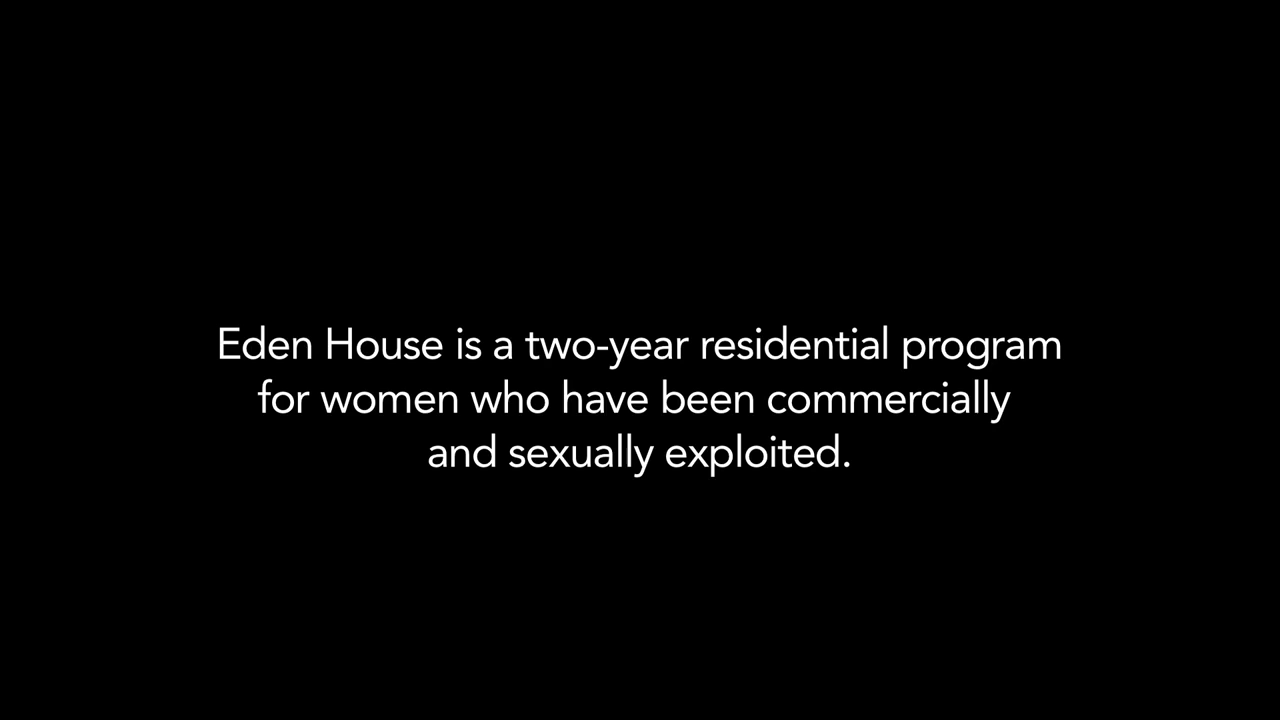 Eden House is a two-year residential program
for women who have been commercially
and sexually exploited.